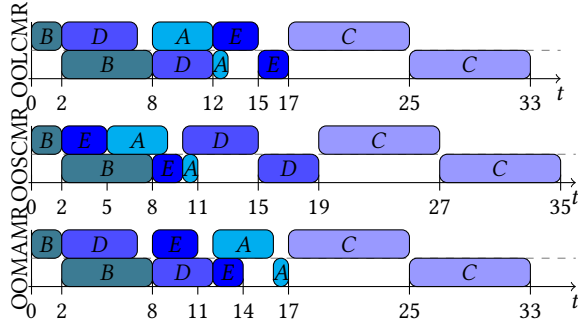 OOLCMR
B D A E C
B D A E C
0 2 8 12 15 17 25 33 t
OOSCMR
B E A D C
B E A D C
0 2 5 8 11 15 19 27 35 t
OOMAMR
B D E A C
B D E A C
0 2 8 11 14 17 25 33 t